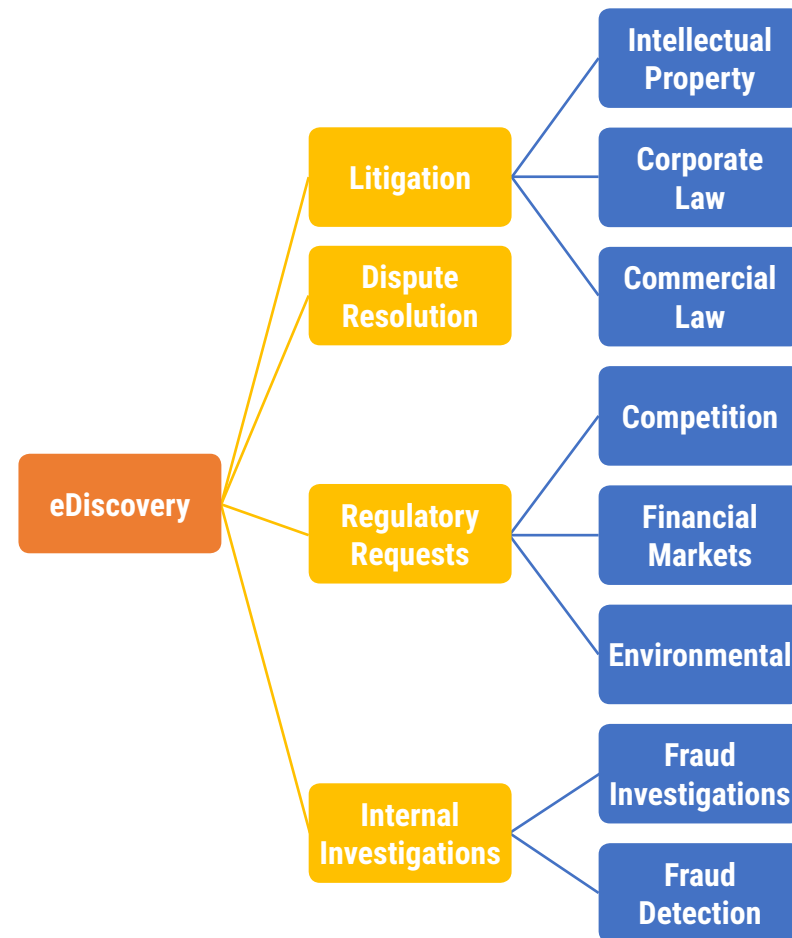 Intellectual
Property
Litigation
Corporate
Law
Dispute
Resolution
Commercial
Law
Competition
eDiscovery
Regulatory
Requests
Financial
Markets
Environmental
Internal
Investigations
Fraud
Investigations
Fraud
Detection